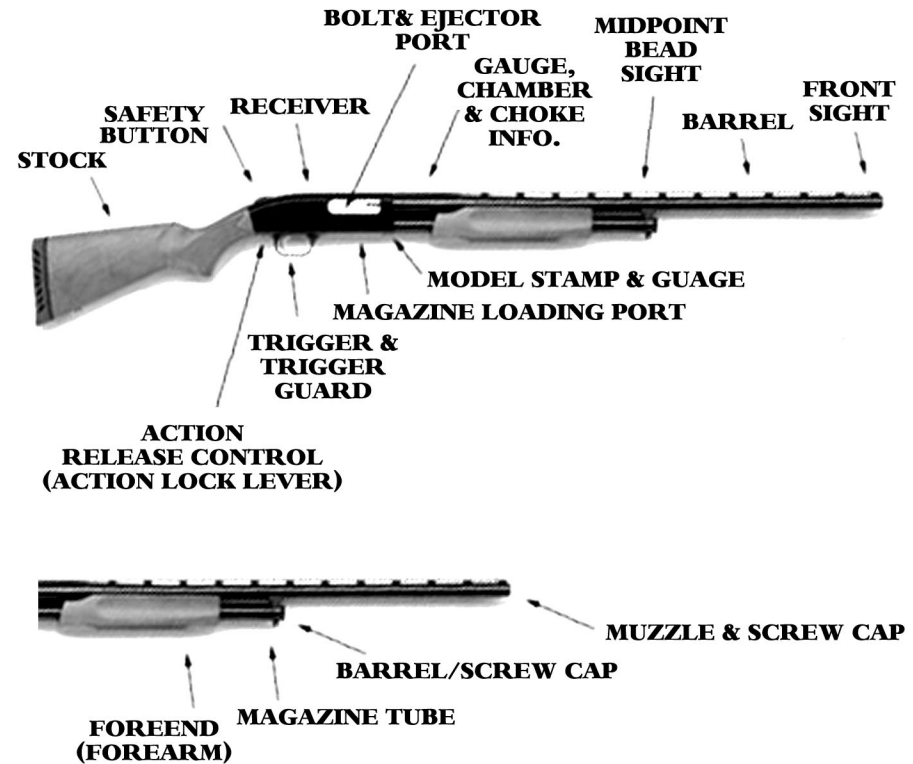 BOLT& EJECTOR
PORT
MIDPOINT
BEAD
SIGHT
GAUGE,
CHAMBER
& CHOKE
INFO.
FRONT
SIGHT
SAFETY
BUTTON
RECEIVER
BARREL
STOCK
MODEL STAMP & GUAGE
MAGAZINE LOADING PORT
TRIGGER &
TRIGGER
GUARD
ACTION
RELEASE CONTROL
(ACTION LOCK LEVER)
MUZZLE & SCREW CAP
BARREL/SCREW CAP
MAGAZINE TUBE
FOREEND
(FOREARM)